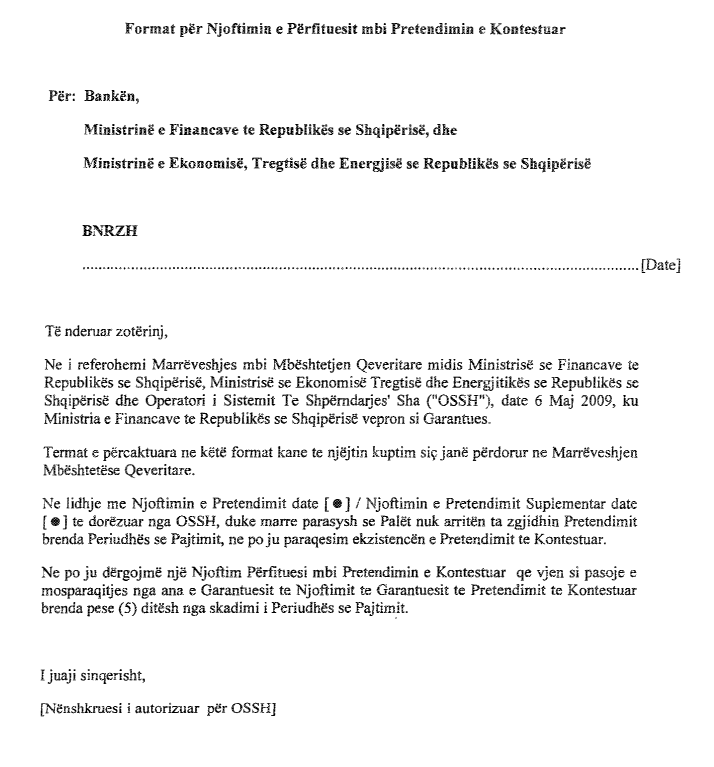 Format për Njoftimin e Përfituesit mbi Pretendimin e Kontestuar
Për: Bankën,
Ministrinë e Financave te Republikës se Shqipërisë, dhe
Ministrinë e Ekonomisë, Tregtisë dhe Energjisë se Republikës se Shqipërisë
BNRZH
........................................................................................................................... [Date]
Të nderuar zotërinj,
Ne i referohemi Marrëveshjes mbi Mbështetjen Qeveritare midis Ministrisë se Financave te
Republikës se Shqipërisë, Ministrisë se Ekonomisë Tregtisë dhe Energjitikës se Republikës se
Shqipërisë dhe Operatori i Sistemit Te Shpërndarjes' Sha ("OSSH"), date 6 Maj 2009, ku
Ministria e Financave te Republikës se Shqipërisë vepron si Garantues.
Termat e përcaktuara ne këtë format kane te njëjtin kuptim siç janë përdorur ne Marrëveshjen
Mbështetëse Qeveritare.
Ne lidhje me Njoftimin e Pretendimit date [ ● ] / Njoftimin e Pretendimit Suplementar date
[ ● ] te dorëzuar nga OSSH, duke marre parasysh se Palët nuk arritën ta zgjidhin Pretendimit
brenda Periudhës se Pajtimit, ne po ju paraqesim ekzistencën e Pretendimit te Kontestuar.
Ne po ju dërgojmë një Njoftim Përfituesi mbi Pretendimin e Kontestuar qe vjen si pasoje e
mosparaqitjes nga ana e Garantuesit te Njoftimit te Garantuesit te Pretendimit te Kontestuar
brenda pese (5) ditësh nga skadimi i Periudhës se Pajtimit.
I juaji sinqerisht,
[Nënshkruesi i autorizuar për OSSH]